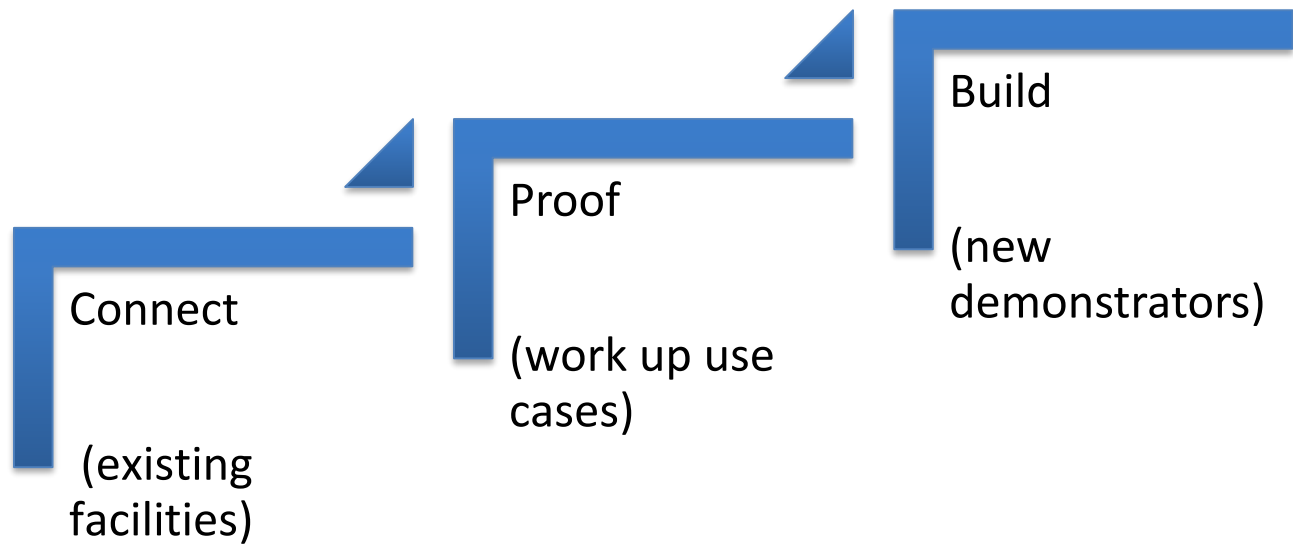 Connect
(existing
facilities)
Proof
(work up use
cases)
Build
(new
demonstrators)